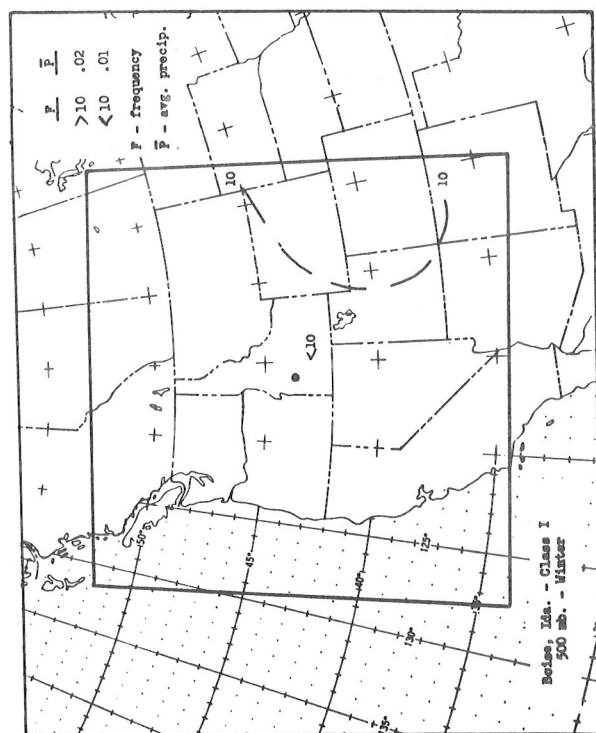 F P̄
>10 .02
<10 .01
F - frequency
P̄ - avg. precip.
10
10
<10
50°
45°
40°
35°
125°
130°
135°
Boise, Ida. - Class I
500 mb. - Winter